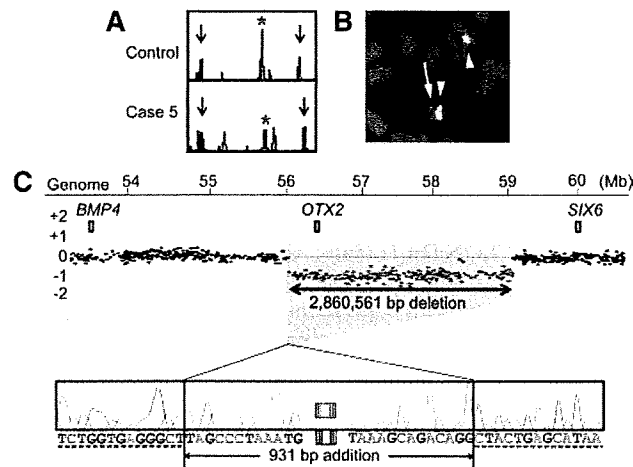 A
B
Control
*
Case 5
*
C
Genome 54 55 56 57 58 59 60 (Mb)
BMP4 OTX2 SIX6
+2
+1
0
-1
-2
2,860,561 bp deletion
TCTGGTGAGGGCTTAGCCCTAAATG TAAAGCAGACAGGCTACTGAGCATAA
931 bp addition